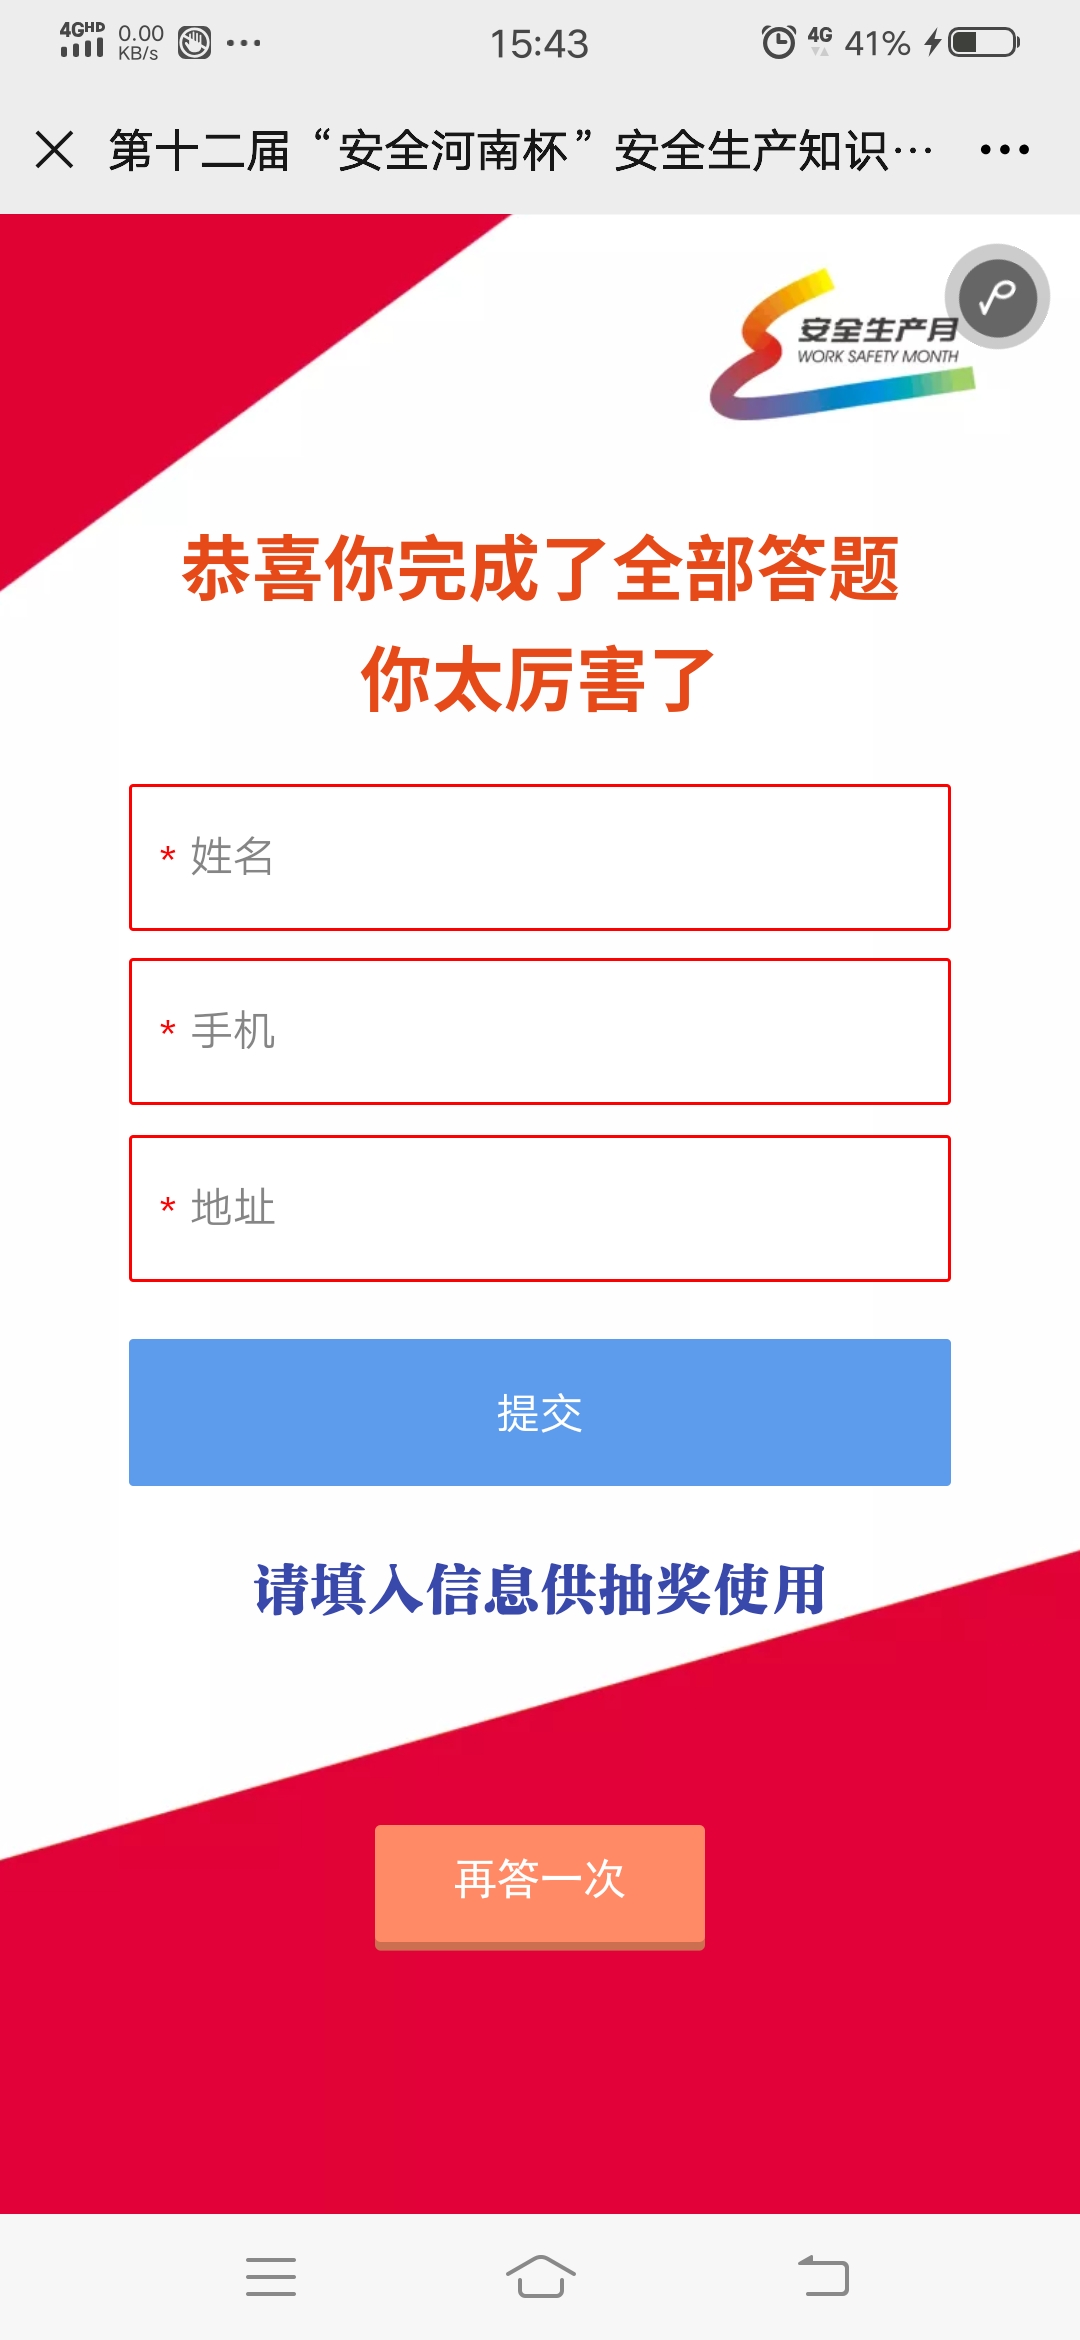 4GHD 0.00 KB/s 15:43 4G 41%
第十二届“安全河南杯”安全生产知识…
安全生产月
WORK SAFETY MONTH
恭喜你完成了全部答题
你太厉害了
* 姓名
* 手机
* 地址
提交
请填入信息供抽奖使用
再答一次